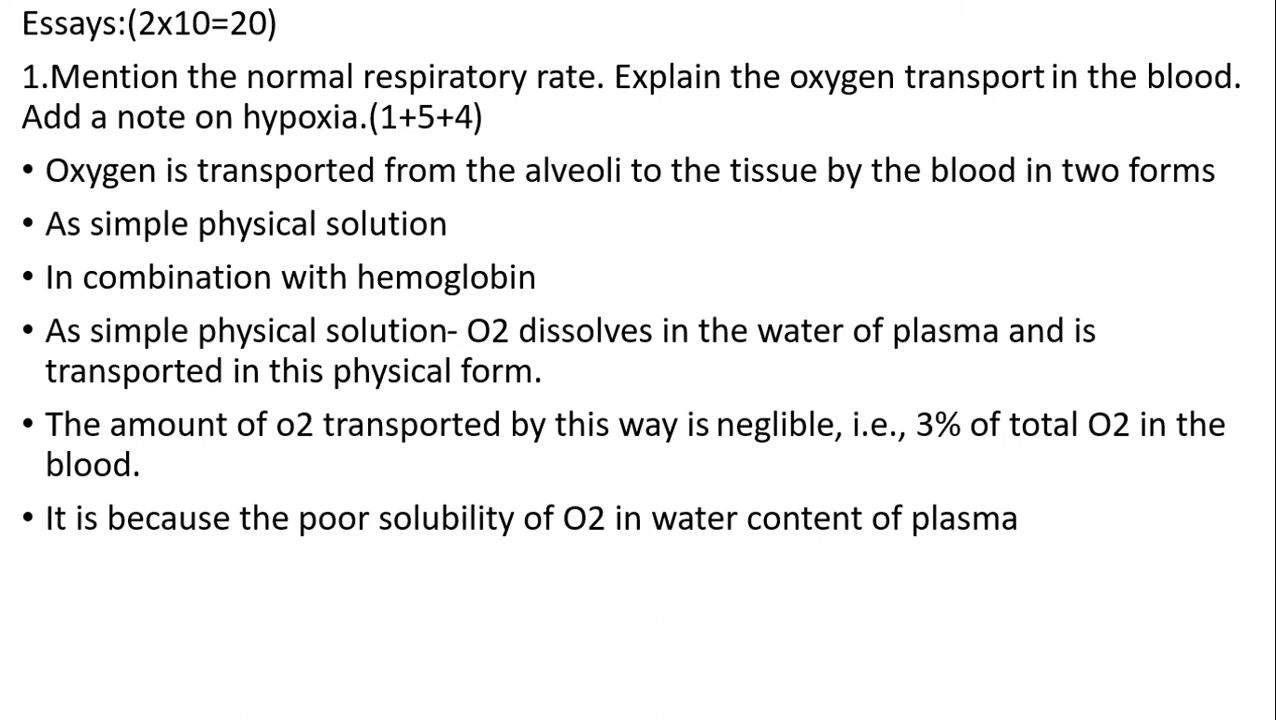 Essays:(2x10=20)
1.Mention the normal respiratory rate. Explain the oxygen transport in the blood.
Add a note on hypoxia.(1+5+4)
• Oxygen is transported from the alveoli to the tissue by the blood in two forms
• As simple physical solution
• In combination with hemoglobin
• As simple physical solution- O2 dissolves in the water of plasma and is
transported in this physical form.
• The amount of o2 transported by this way is neglible, i.e., 3% of total O2 in the
blood.
• It is because the poor solubility of O2 in water content of plasma